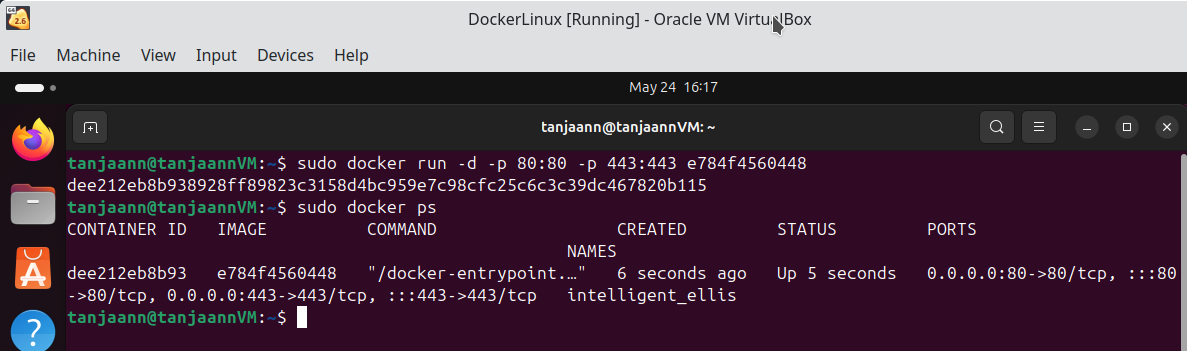 DockerLinux [Running] - Oracle VM VirtualBox
File Machine View Input Devices Help
May 24 16:17
tanjaann@tanjaannVM: ~
tanjaann@tanjaannVM:~$ sudo docker run -d -p 80:80 -p 443:443 e784f4560448
dee212eb8b938928ff89823c3158d4bc959e7c98cfc25c6c3c39dc467820b115
tanjaann@tanjaannVM:~$ sudo docker ps
CONTAINER ID   IMAGE          COMMAND                  CREATED         STATUS         PORTS
NAMES
dee212eb8b93   e784f4560448   "/docker-entrypoint.…"   6 seconds ago   Up 5 seconds   0.0.0.0:80->80/tcp, :::80
->80/tcp, 0.0.0.0:443->443/tcp, :::443->443/tcp   intelligent_ellis
tanjaann@tanjaannVM:~$